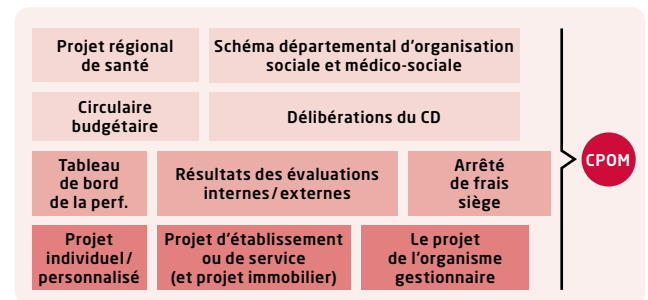 Projet régional
de santé
Schéma départemental d'organisation
sociale et médico-sociale
Circulaire
budgétaire
Délibérations du CD
Tableau
de bord
de la perf.
Résultats des évaluations
internes/externes
Arrêté
de frais
siège
Projet
individuel/
personnalisé
Projet d'établissement
ou de service
(et projet immobilier)
Le projet
de l'organisme
gestionnaire
CPOM